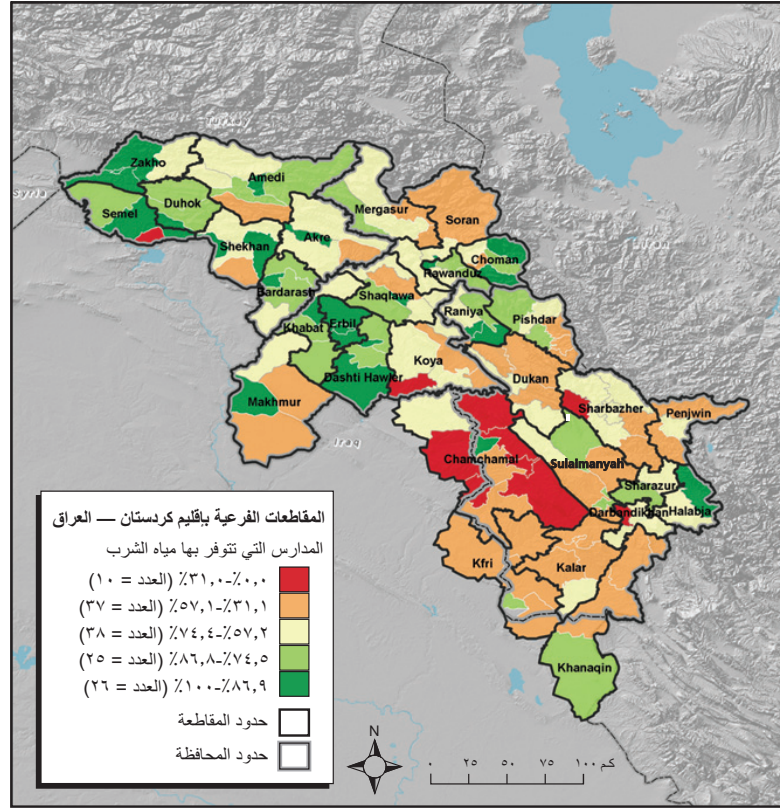 Turkey
Zakho
Amedi
Syria
Duhok
Semel
Mergasur
Soran
Akre
Shekhan
Choman
Rawanduz
Bardarash
Shaqlawa
Raniya
Pishdar
Khabat
Erbil
Koya
Dashti Hawler
Dukan
Makhmur
Sharbazher
Penjwin
Iraq
Chamchamal
Sulaimanyah
Sharazur
Darbandikhan
Halabja
Kfri
Kalar
Khanaqin
المقاطعات الفرعية بإقليم كردستان — العراق
المدارس التي تتوفر بها مياه الشرب
٠,٠٪-٣١,٠٪ (العدد = ١٠)
٣١,١٪-٥٧,١٪ (العدد = ٣٧)
٥٧,٢٪-٧٤,٤٪ (العدد = ٣٨)
٧٤,٥٪-٨٦,٨٪ (العدد = ٢٥)
٨٦,٩٪-١٠٠٪ (العدد = ٢٦)
حدود المقاطعة
حدود المحافظة
N
٠ ٢٥ ٥٠ ٧٥ ١٠٠ كم